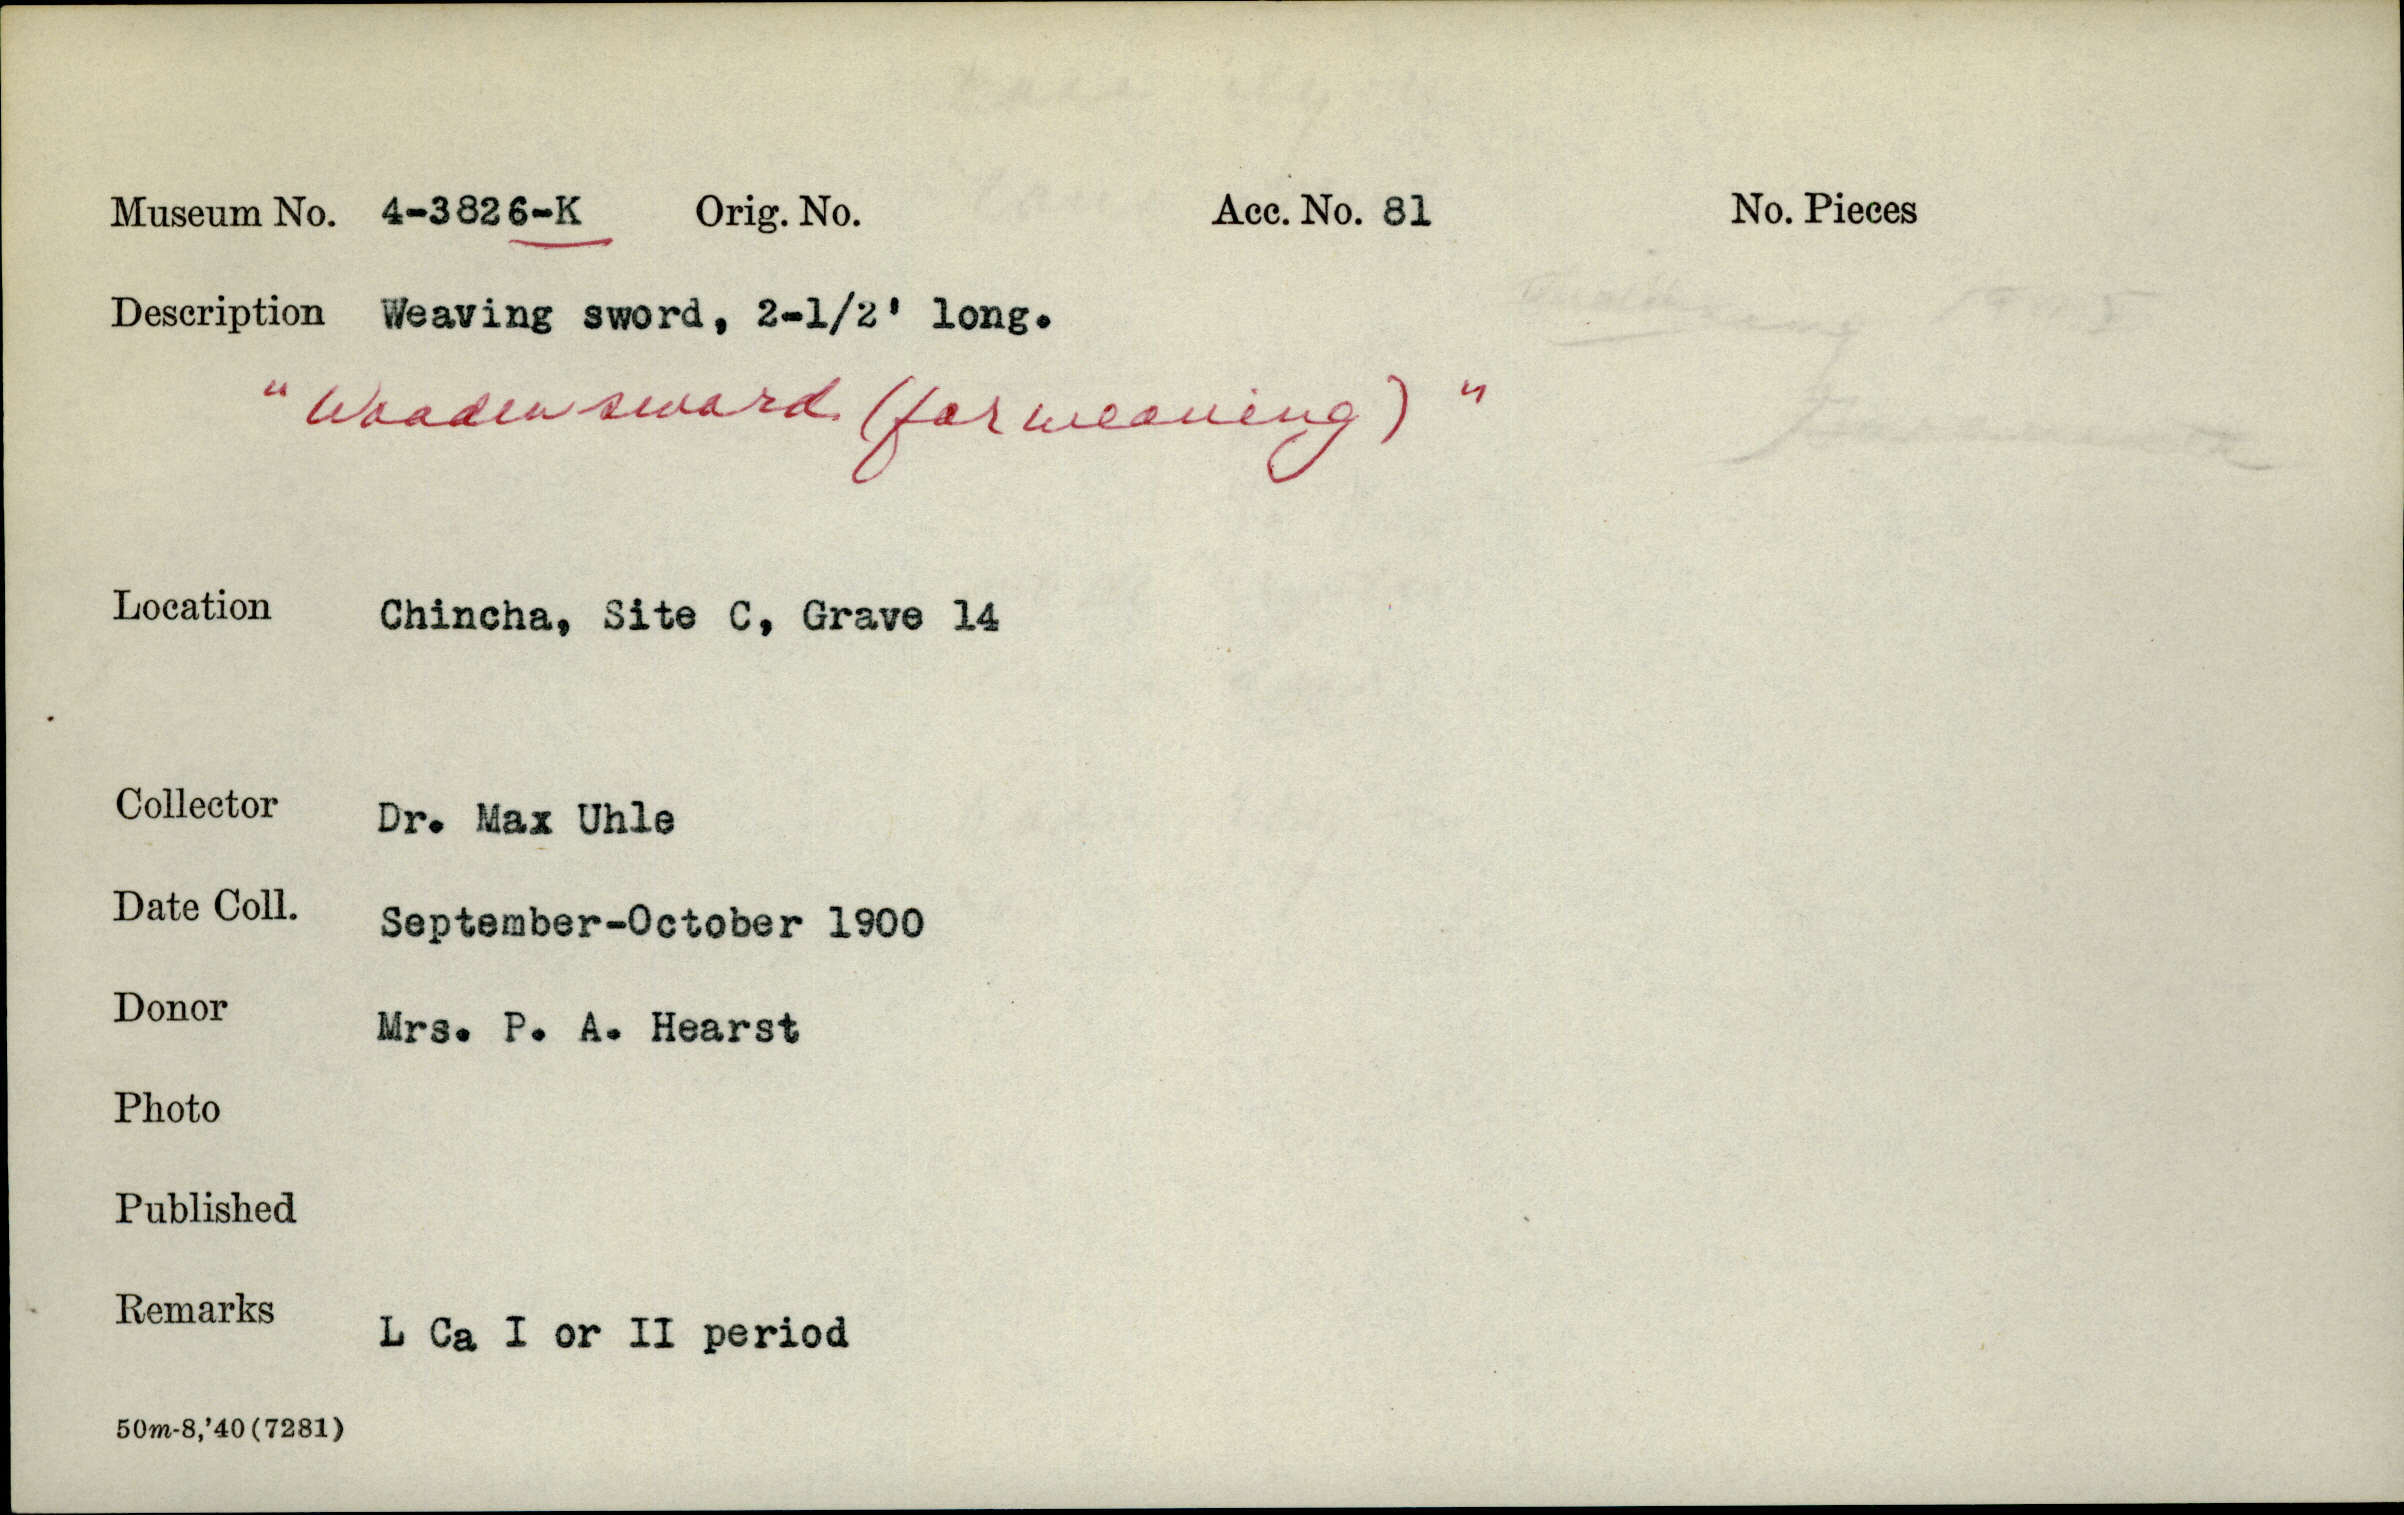 Museum No. 4-3826-K Orig. No. Acc. No. 81 No. Pieces
Description Weaving sword, 2-1/2' long.
"Wooden sword (for weaving)"
Location Chincha, Site C, Grave 14
Collector Dr. Max Uhle
Date Coll. September-October 1900
Donor Mrs. P. A. Hearst
Photo
Published
Remarks L Ca I or II period
50m-8,'40(7281)